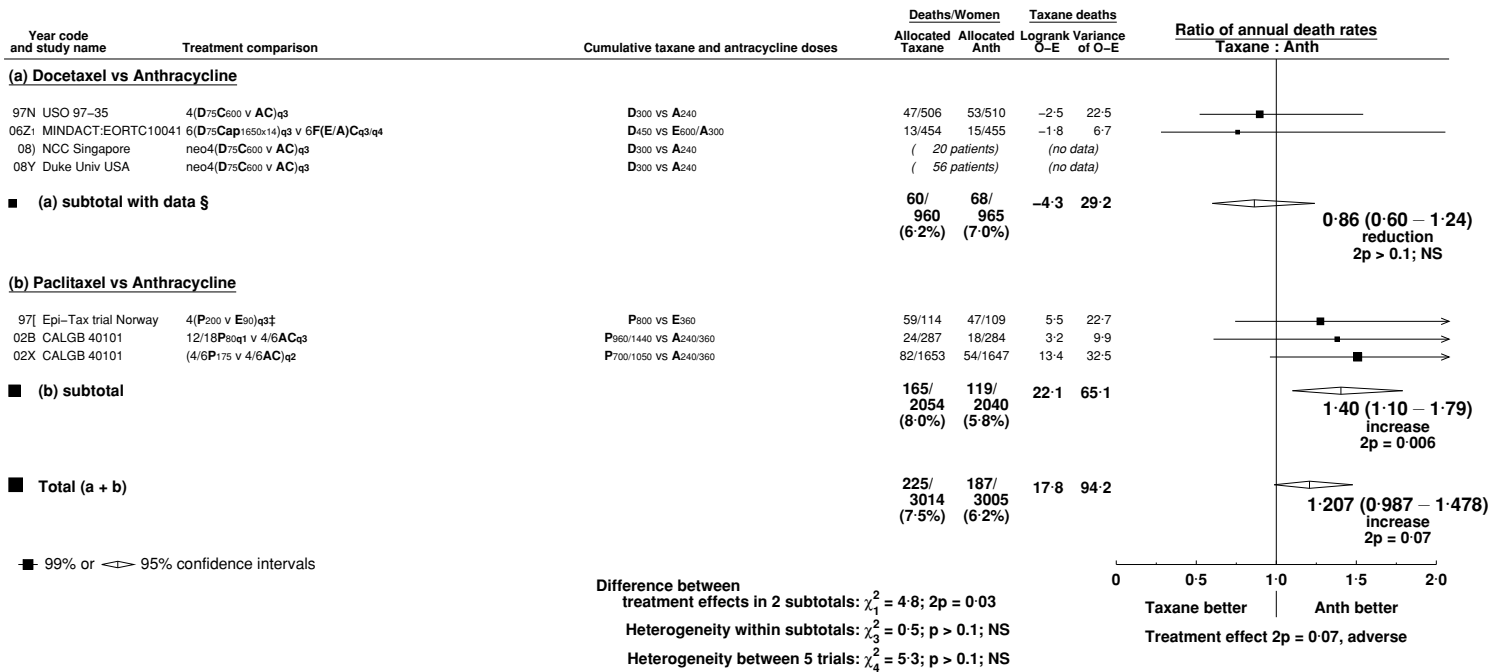 Deaths/Women Taxane deaths
Year code and study name Treatment comparison Cumulative taxane and antracycline doses Allocated Taxane Allocated Anth Logrank O–E Variance of O–E Ratio of annual death rates Taxane : Anth
(a) Docetaxel vs Anthracycline
97N USO 97–35 4(D75C600 v AC)q3 D300 vs A240 47/506 53/510 –2·5 22·5
06Z1 MINDACT:EORTC10041 6(D75Cap1650x14)q3 v 6F(E/A)Cq3/q4 D450 vs E600/A300 13/454 15/455 –1·8 6·7
08) NCC Singapore neo4(D75C600 v AC)q3 D300 vs A240 ( 20 patients) (no data)
08Y Duke Univ USA neo4(D75C600 v AC)q3 D300 vs A240 ( 56 patients) (no data)
(a) subtotal with data § 60/ 68/ –4·3 29·2
960 965
(6·2%) (7·0%)
0·86 (0·60 – 1·24)
reduction
2p > 0.1; NS
(b) Paclitaxel vs Anthracycline
97[ Epi–Tax trial Norway 4(P200 v E90)q3‡ P800 vs E360 59/114 47/109 5·5 22·7
02B CALGB 40101 12/18P80q1 v 4/6ACq3 P960/1440 vs A240/360 24/287 18/284 3·2 9·9
02X CALGB 40101 (4/6P175 v 4/6AC)q2 P700/1050 vs A240/360 82/1653 54/1647 13·4 32·5
(b) subtotal 165/ 119/ 22·1 65·1
2054 2040
(8·0%) (5·8%)
1·40 (1·10 – 1·79)
increase
2p = 0·006
Total (a + b) 225/ 187/ 17·8 94·2
3014 3005
(7·5%) (6·2%)
1·207 (0·987 – 1·478)
increase
2p = 0·07
99% or 95% confidence intervals
0 0·5 1·0 1·5 2·0
Taxane better Anth better
Treatment effect 2p = 0·07, adverse
Difference between
treatment effects in 2 subtotals: χ²₁ = 4·8; 2p = 0·03
Heterogeneity within subtotals: χ²₃ = 0·5; p > 0.1; NS
Heterogeneity between 5 trials: χ²₄ = 5·3; p > 0.1; NS